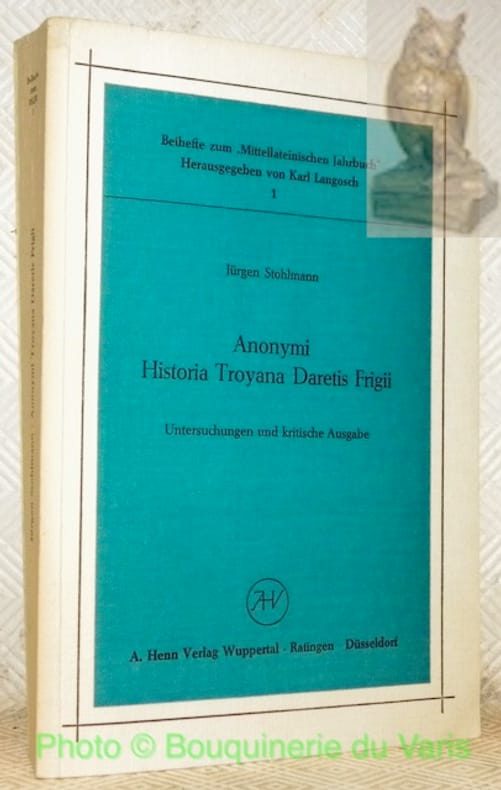 Beihefte zum „Mittellateinischen Jahrbuch“
Herausgegeben von Karl Langosch
1
Jürgen Stohlmann
Anonymi
Historia Troyana Daretis Frigii
Untersuchungen und kritische Ausgabe
AHV
A. Henn Verlag Wuppertal · Ratingen · Düsseldorf
Jürgen Stohlmann · Anonymi Troyana Daretis Frigii
Photo © Bouquinerie du Varis